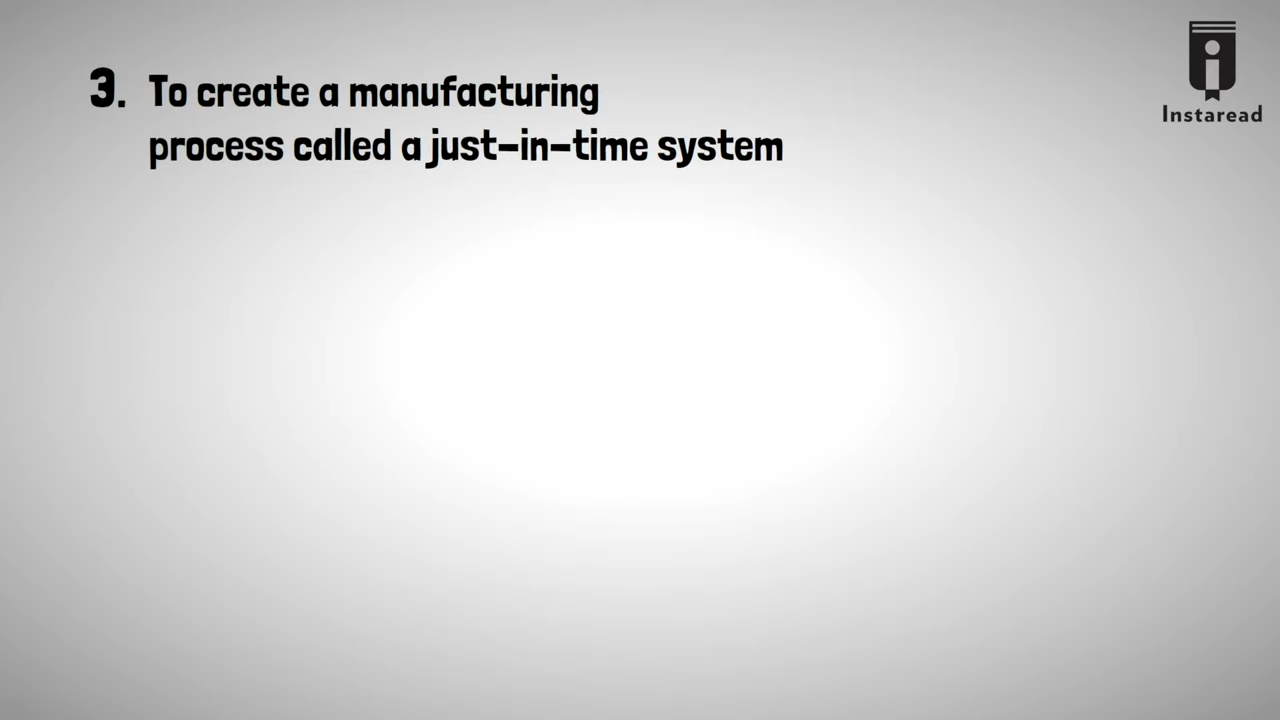 3. To create a manufacturing
process called a just-in-time system
Instaread